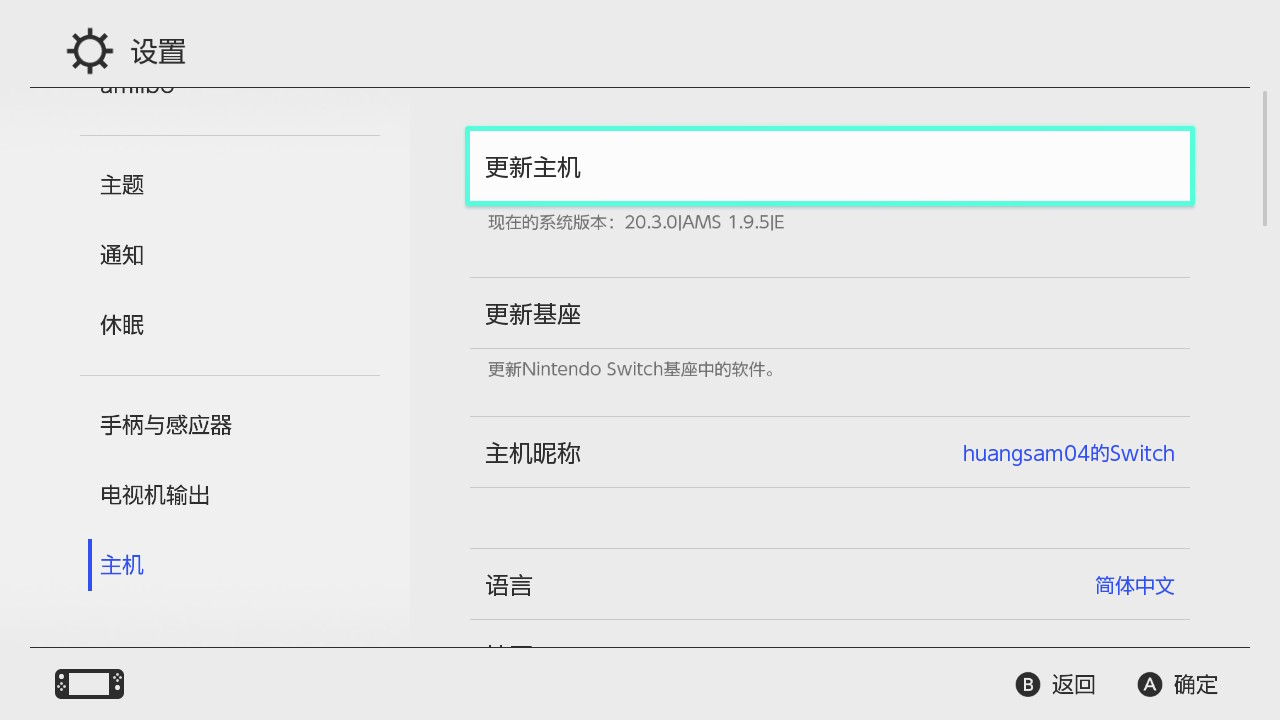 设置
amiibo
主题
通知
休眠
手柄与感应器
电视机输出
主机
更新主机
现在的系统版本：20.3.0|AMS 1.9.5|E
更新基座
更新Nintendo Switch基座中的软件。
主机昵称 huangsam04的Switch
语言 简体中文
B 返回 A 确定